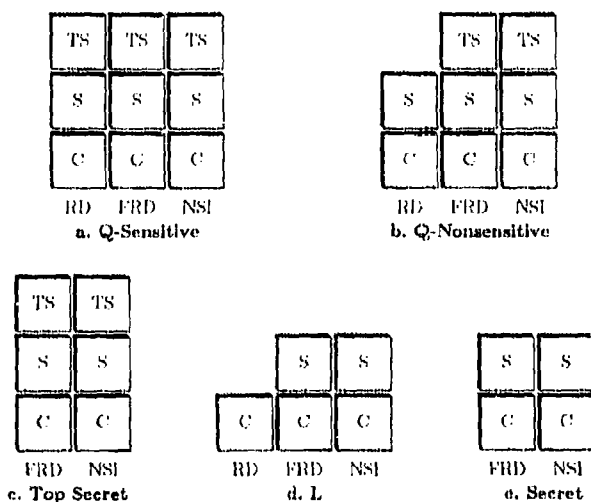 TS TS TS TS TS
S S S S S S
C C C C C C
RD FRD NSI RD FRD NSI
a. Q-Sensitive b. Q-Nonsensitive
TS TS
S S S S S S
C C C C C C C
FRD NSI RD FRD NSI FRD NSI
c. Top Secret d. L e. Secret